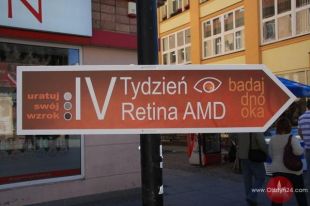 N
uratuj
swój
wzrok
:IV
Tydzień
Retina AMD
badaj
dno
oka
www.Olsztyn24.com